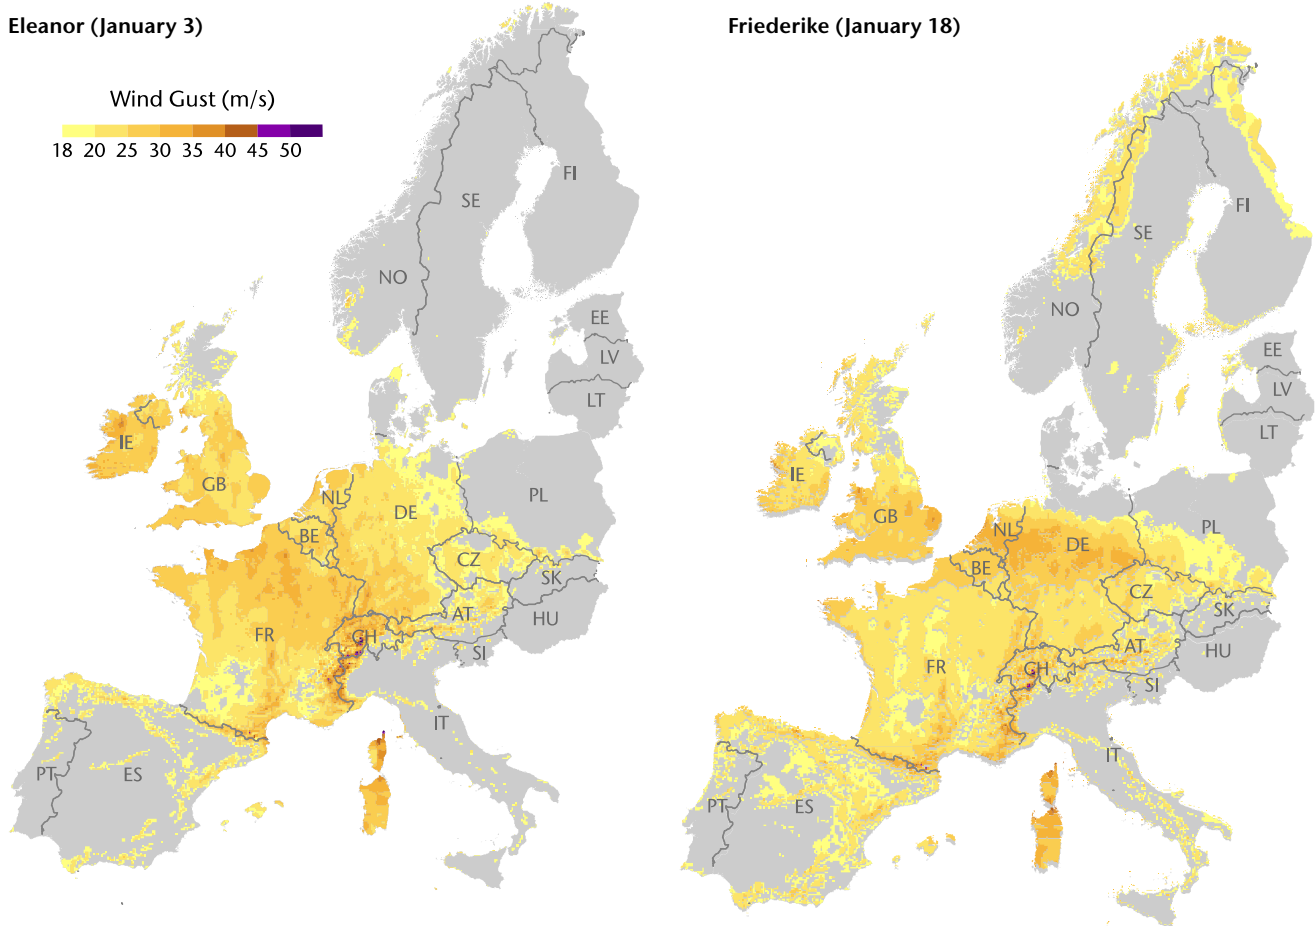 Eleanor (January 3)
Friederike (January 18)
Wind Gust (m/s)
18 20 25 30 35 40 45 50
FI
SE
NO
EE
LV
LT
IE
GB
NL
DE
PL
BE
CZ
SK
AT
HU
FR
CH
SI
IT
PT
ES
FI
SE
NO
EE
LV
LT
IE
GB
NL
DE
PL
BE
CZ
SK
AT
HU
FR
CH
SI
IT
PT
ES